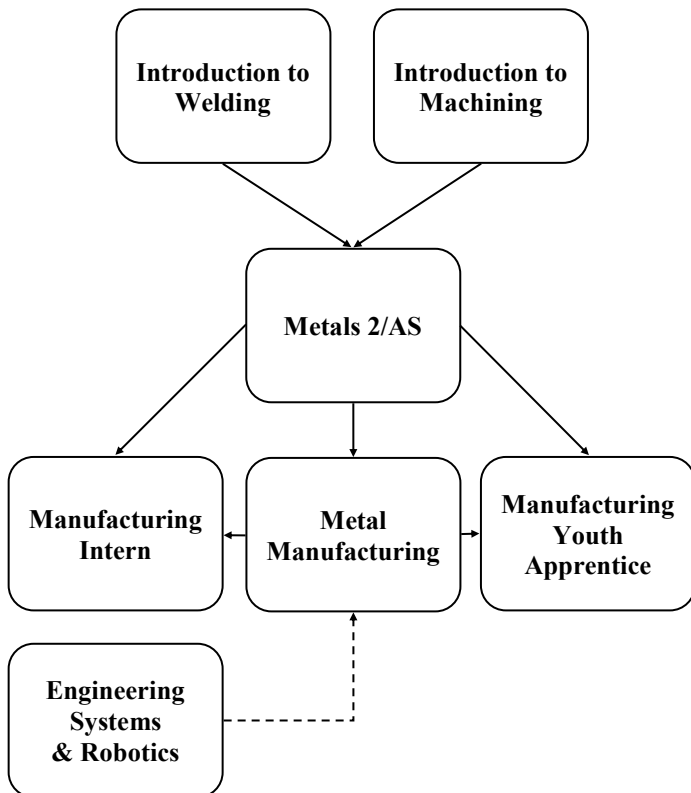 Introduction to
Welding
Introduction to
Machining
Metals 2/AS
Manufacturing
Intern
Metal
Manufacturing
Manufacturing
Youth
Apprentice
Engineering
Systems
& Robotics